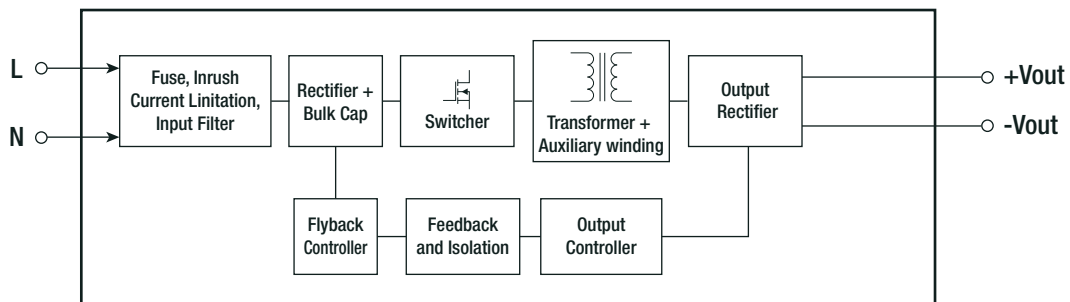 L
N
Fuse, Inrush
Current Linitation,
Input Filter
Rectifier +
Bulk Cap
Switcher
Transformer +
Auxiliary winding
Output
Rectifier
+Vout
-Vout
Flyback
Controller
Feedback
and Isolation
Output
Controller